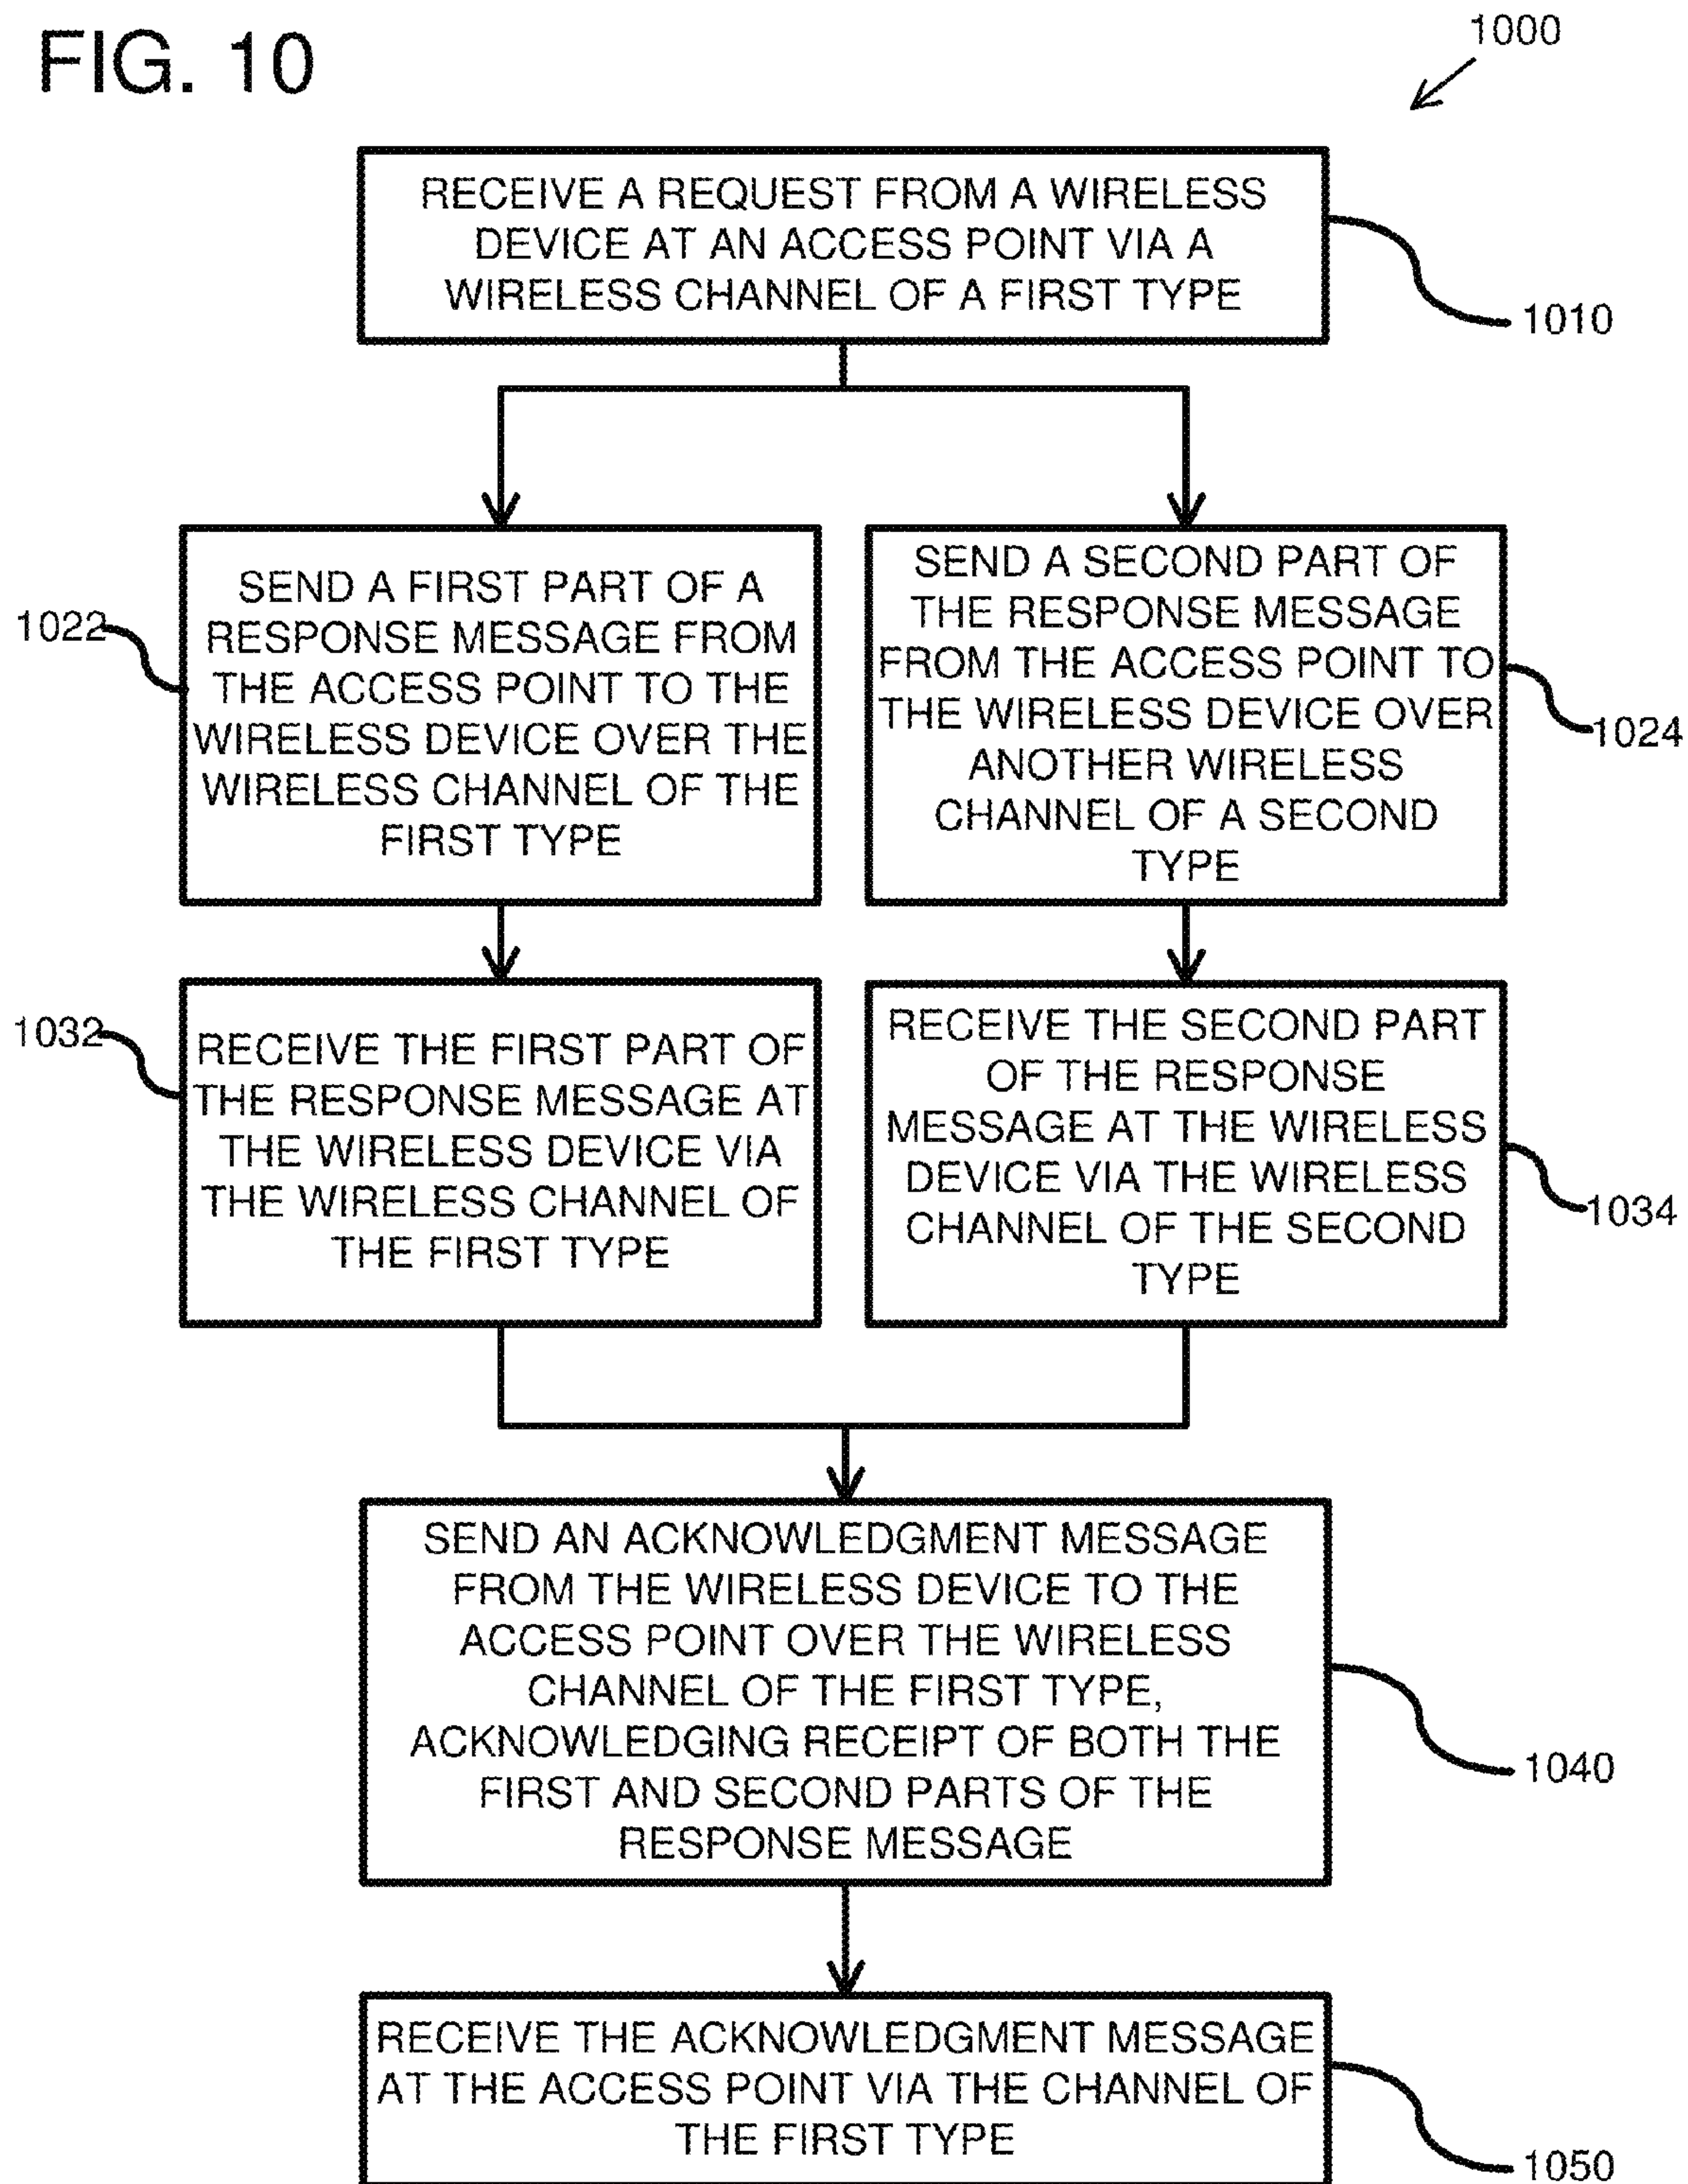 FIG. 10
1000
RECEIVE A REQUEST FROM A WIRELESS
DEVICE AT AN ACCESS POINT VIA A
WIRELESS CHANNEL OF A FIRST TYPE
1010
SEND A FIRST PART OF A
RESPONSE MESSAGE FROM
THE ACCESS POINT TO THE
WIRELESS DEVICE OVER THE
WIRELESS CHANNEL OF THE
FIRST TYPE
1022
SEND A SECOND PART OF
THE RESPONSE MESSAGE
FROM THE ACCESS POINT TO
THE WIRELESS DEVICE OVER
ANOTHER WIRELESS
CHANNEL OF A SECOND
TYPE
1024
RECEIVE THE FIRST PART OF
THE RESPONSE MESSAGE AT
THE WIRELESS DEVICE VIA
THE WIRELESS CHANNEL OF
THE FIRST TYPE
1032
RECEIVE THE SECOND PART
OF THE RESPONSE
MESSAGE AT THE WIRELESS
DEVICE VIA THE WIRELESS
CHANNEL OF THE SECOND
TYPE
1034
SEND AN ACKNOWLEDGMENT MESSAGE
FROM THE WIRELESS DEVICE TO THE
ACCESS POINT OVER THE WIRELESS
CHANNEL OF THE FIRST TYPE,
ACKNOWLEDGING RECEIPT OF BOTH THE
FIRST AND SECOND PARTS OF THE
RESPONSE MESSAGE
1040
RECEIVE THE ACKNOWLEDGMENT MESSAGE
AT THE ACCESS POINT VIA THE CHANNEL OF
THE FIRST TYPE
1050